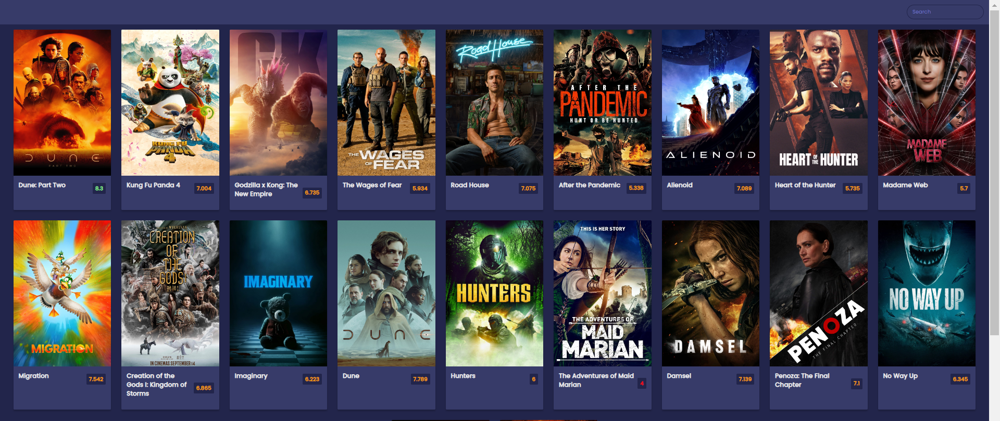 Search
GK
DUNE
PART TWO
KUNG FU
PANDA
4
THE WAGES
OF FEAR
Road House
AFTER THE
PANDEMIC
HUNT OR BE HUNTED
ALIENOID
HEART OF THE HUNTER
MADAME
WEB
Dune: Part Two
8.3
Kung Fu Panda 4
7.004
Godzilla x Kong: The
New Empire
6.735
The Wages of Fear
5.934
Road House
7.075
After the Pandemic
5.338
Alienoid
7.089
Heart of the Hunter
5.735
Madame Web
5.7
MIGRATION
CREATION
OF
THE
GODS I
IN CINEMAS SEPTEMBER 14
IMAGINARY
DUNE
HUNTERS
THIS IS HER STORY
THE ADVENTURES OF
MAID
MARIAN
DAMSEL
PENOZA
THE FINAL CHAPTER
NO WAY UP
Migration
7.542
Creation of the
Gods I: Kingdom of
Storms
6.865
Imaginary
6.223
Dune
7.789
Hunters
6
The Adventures of Maid
Marian
4
Damsel
7.139
Penoza: The Final
Chapter
7.1
No Way Up
6.345